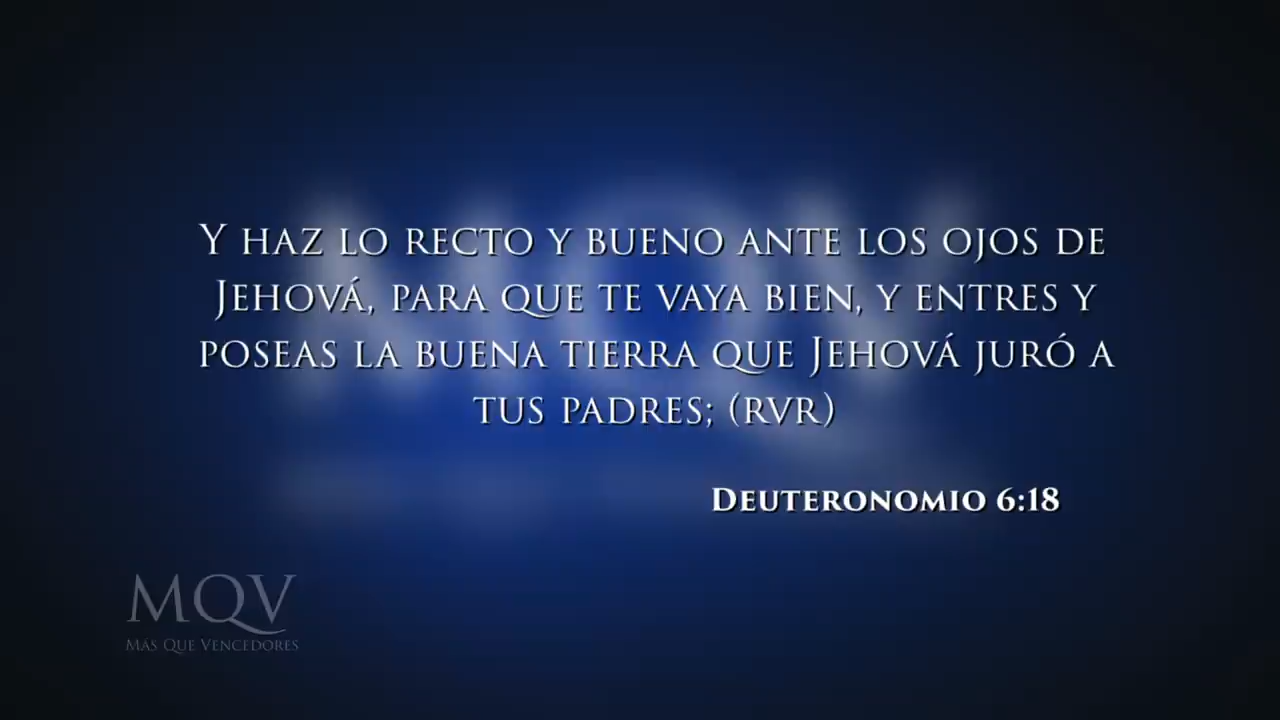 Y haz lo recto y bueno ante los ojos de
Jehová, para que te vaya bien, y entres y
poseas la buena tierra que Jehová juró a
tus padres; (RVR)
Deuteronomio 6:18
MQV
Más Que Vencedores